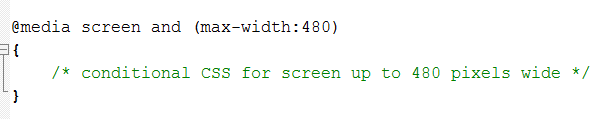 @media screen and (max-width:480)
{
/* conditional CSS for screen up to 480 pixels wide */
}